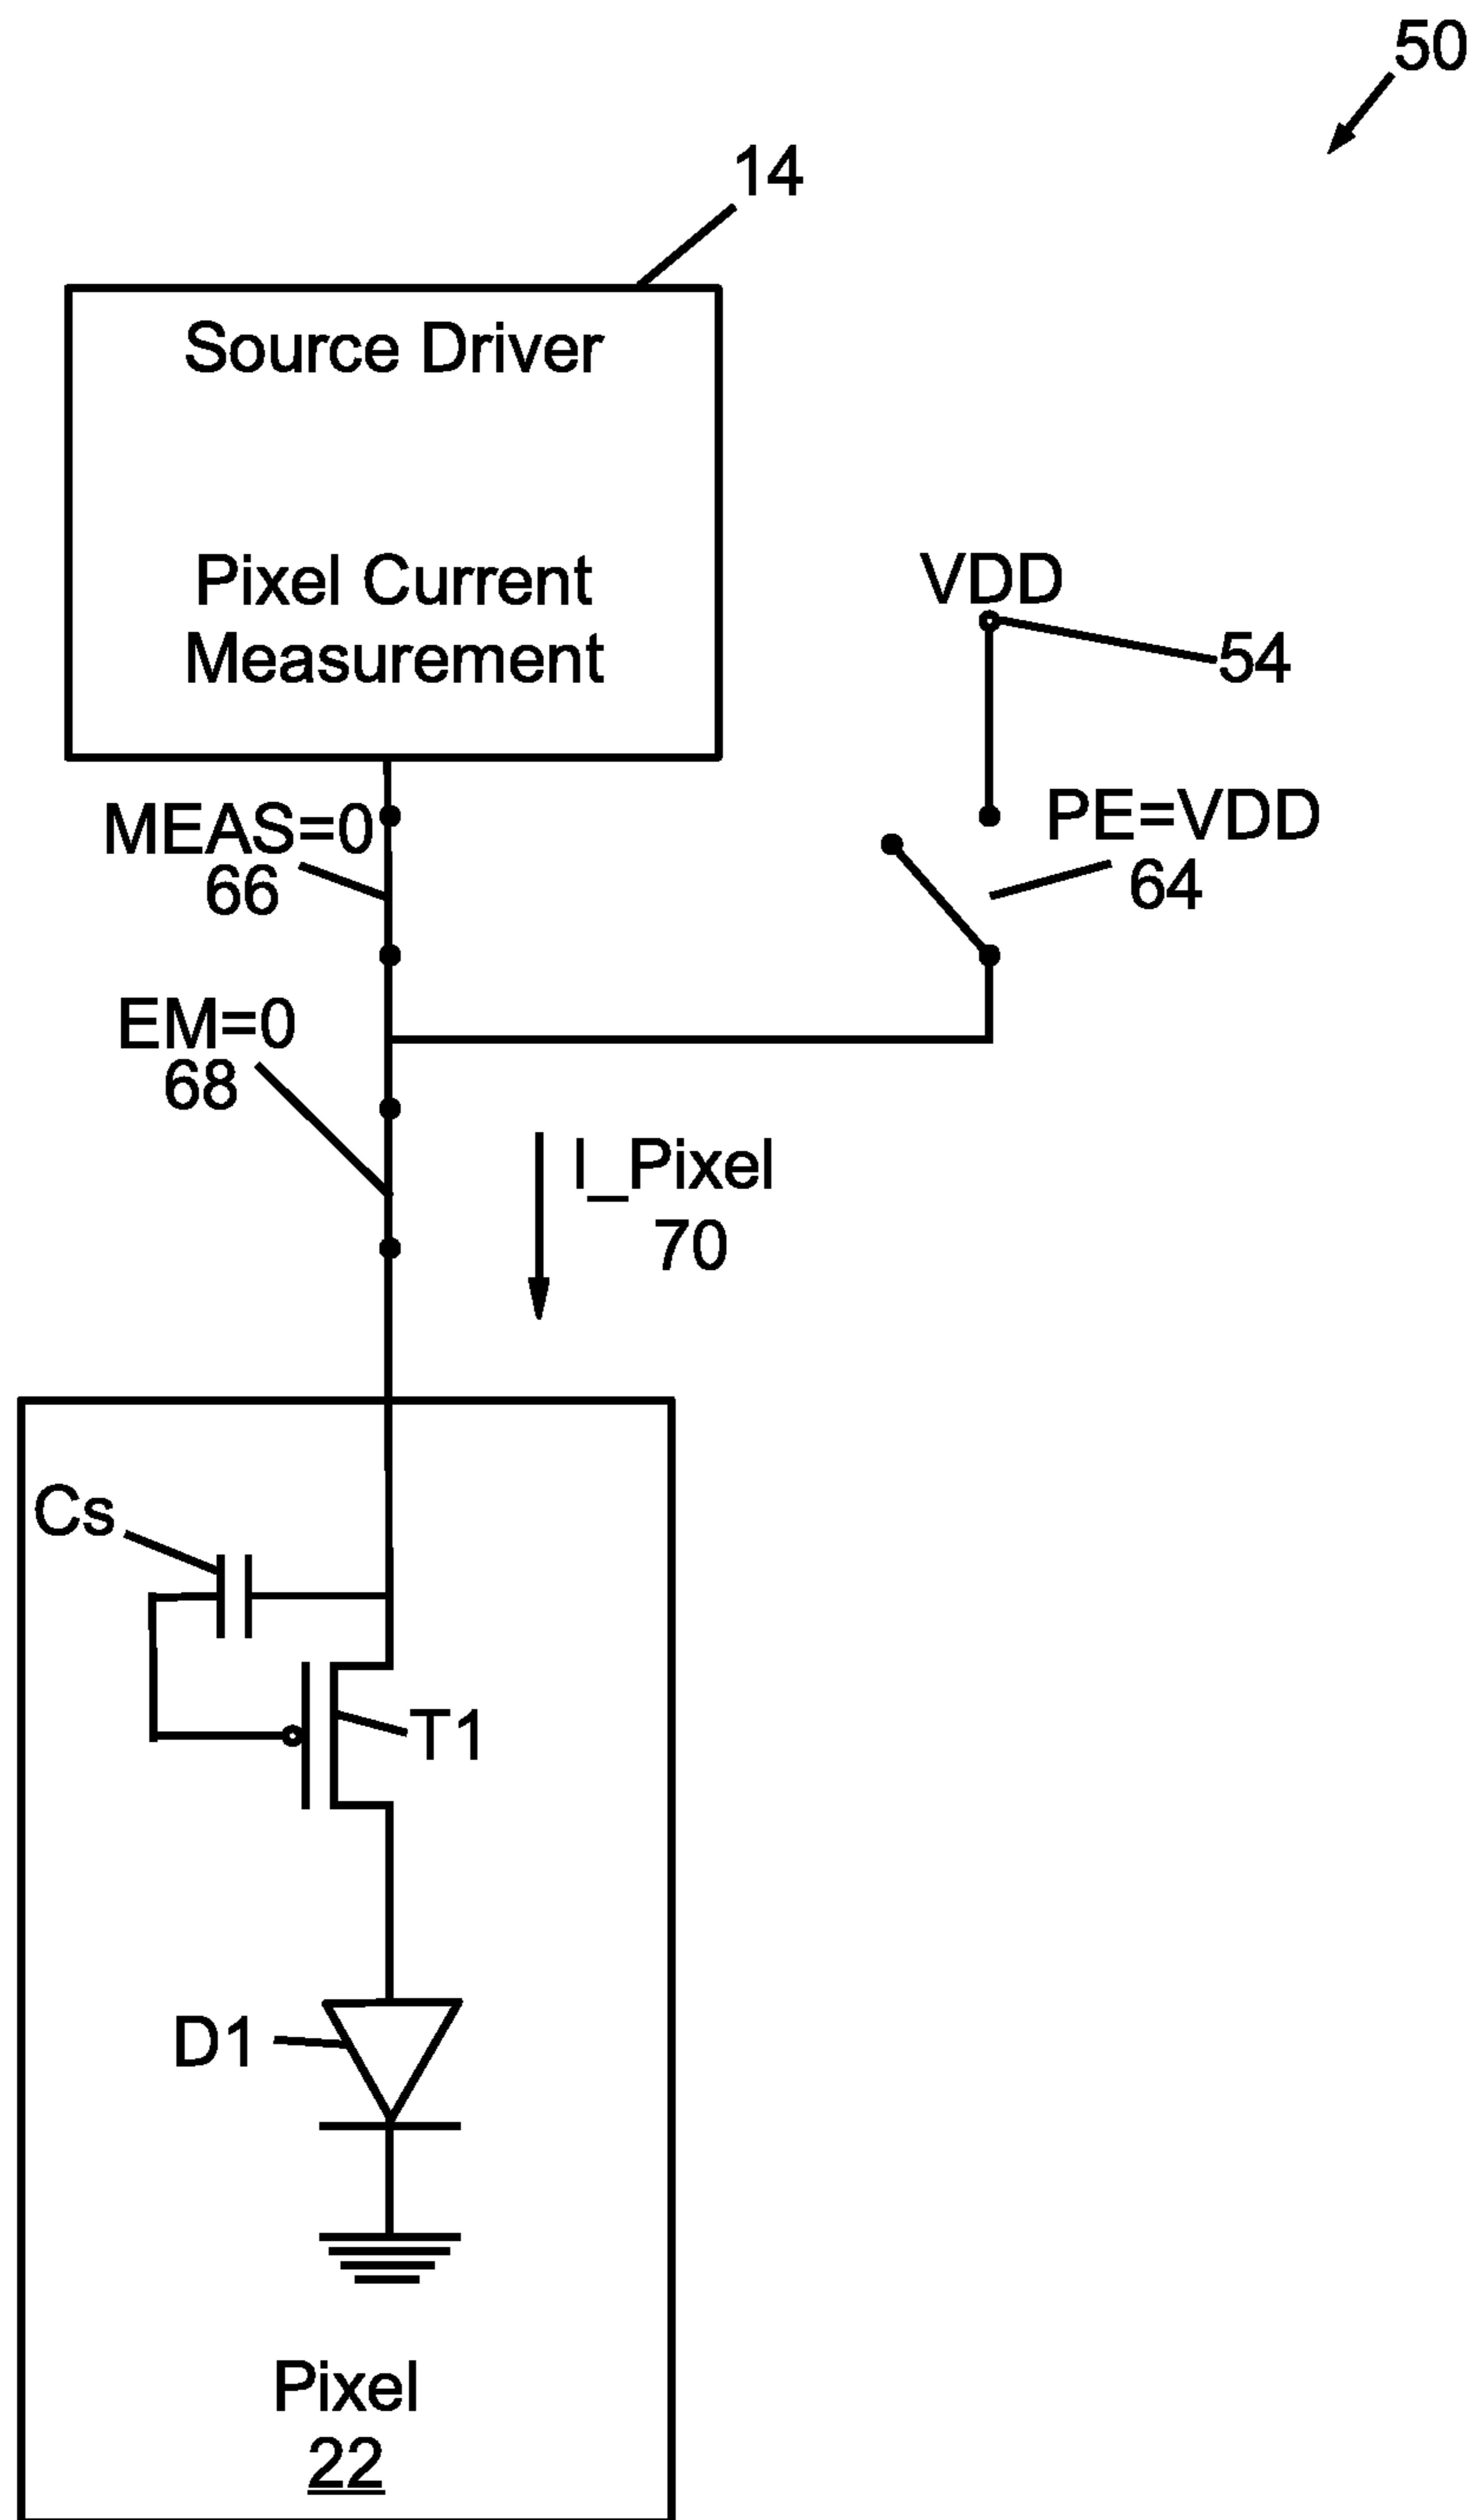 50
14
Source Driver
Pixel Current
Measurement
VDD
54
MEAS=0
66
PE=VDD
64
EM=0
68
I_Pixel
70
Cs
T1
D1
Pixel
22